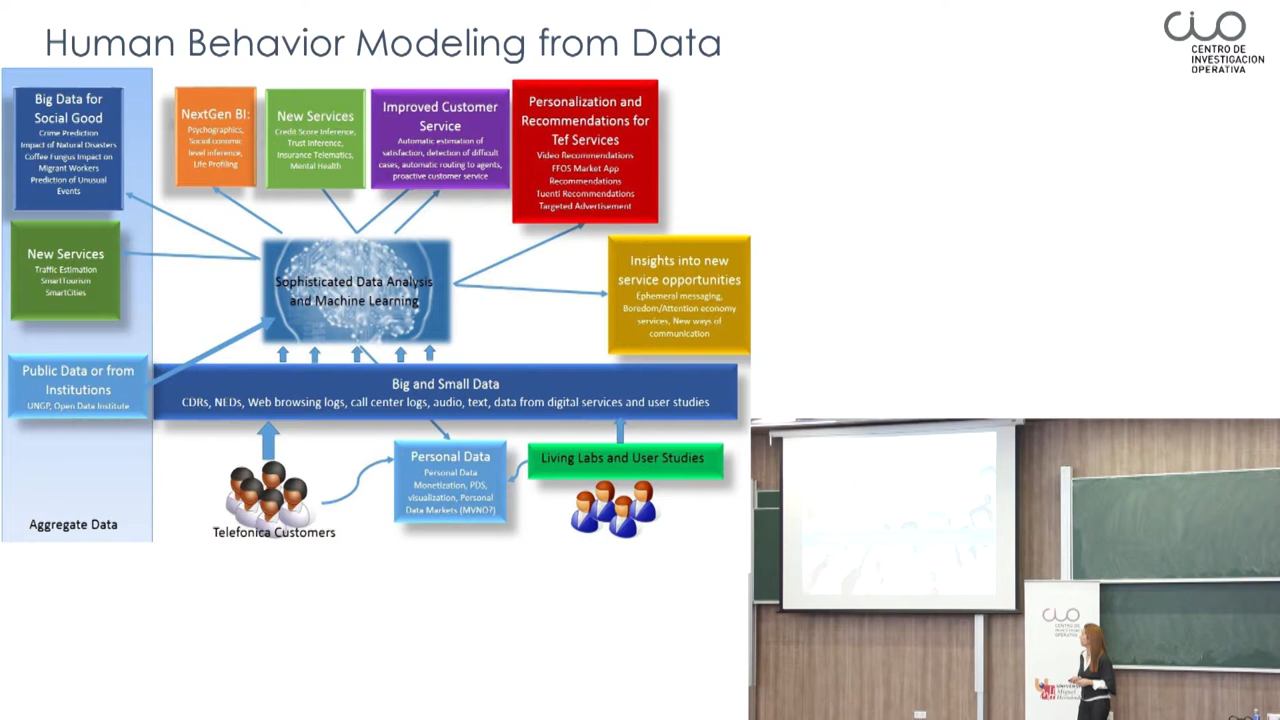 Human Behavior Modeling from Data
CIO
CENTRO DE
INVESTIGACION
OPERATIVA
Big Data for
Social Good
Crime Prediction
Impact of Natural Disasters
Coffee Fungus Impact on
Migrant Workers
Prediction of Unusual
Events
NextGen BI:
Psychographics,
Social economic
level inference,
Life Profiling
New Services
Credit Score Inference,
Trust Inference,
Insurance Telematics,
Mental Health
Improved Customer
Service
Automatic estimation of
satisfaction, detection of difficult
cases, automatic routing to agents,
proactive customer service
Personalization and
Recommendations for
Tef Services
Video Recommendations
FFOS Market App
Recommendations
Tuenti Recommendations
Targeted Advertisement
New Services
Traffic Estimation
SmartTourism
SmartCities
Sophisticated Data Analysis
and Machine Learning
Insights into new
service opportunities
Ephemeral messaging,
Boredom/Attention economy
services, New ways of
communication
Public Data or from
Institutions
UNGP, Open Data Institute
Big and Small Data
CDRs, NEDs, Web browsing logs, call center logs, audio, text, data from digital services and user studies
Personal Data
Personal Data
Monetization, PDS,
visualization, Personal
Data Markets (MVNO?)
Living Labs and User Studies
Aggregate Data
Telefonica Customers
CIO
CENTRO DE
OPERATIVA